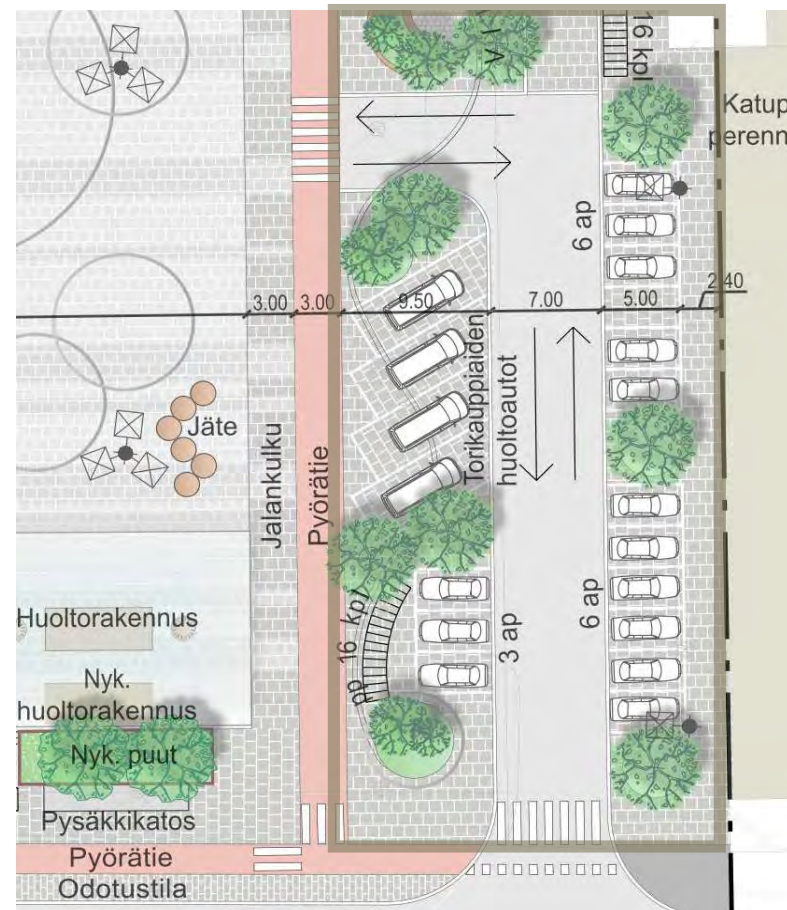 16 kpl
Katup
perenn
6 ap
2.40
3.00
3.00
9.50
7.00
5.00
Torikauppiaiden
huoltoautot
Jäte
Jalankulku
Pyörätie
Huoltorakennus
pp 16 kpl
3 ap
6 ap
Nyk.
huoltorakennus
Nyk. puut
Pysäkkikatos
Pyörätie
Odotustila